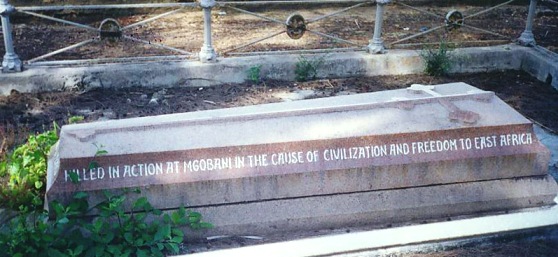 KILLED IN ACTION AT MGOBANI IN THE CAUSE OF CIVILIZATION AND FREEDOM TO EAST AFRICA